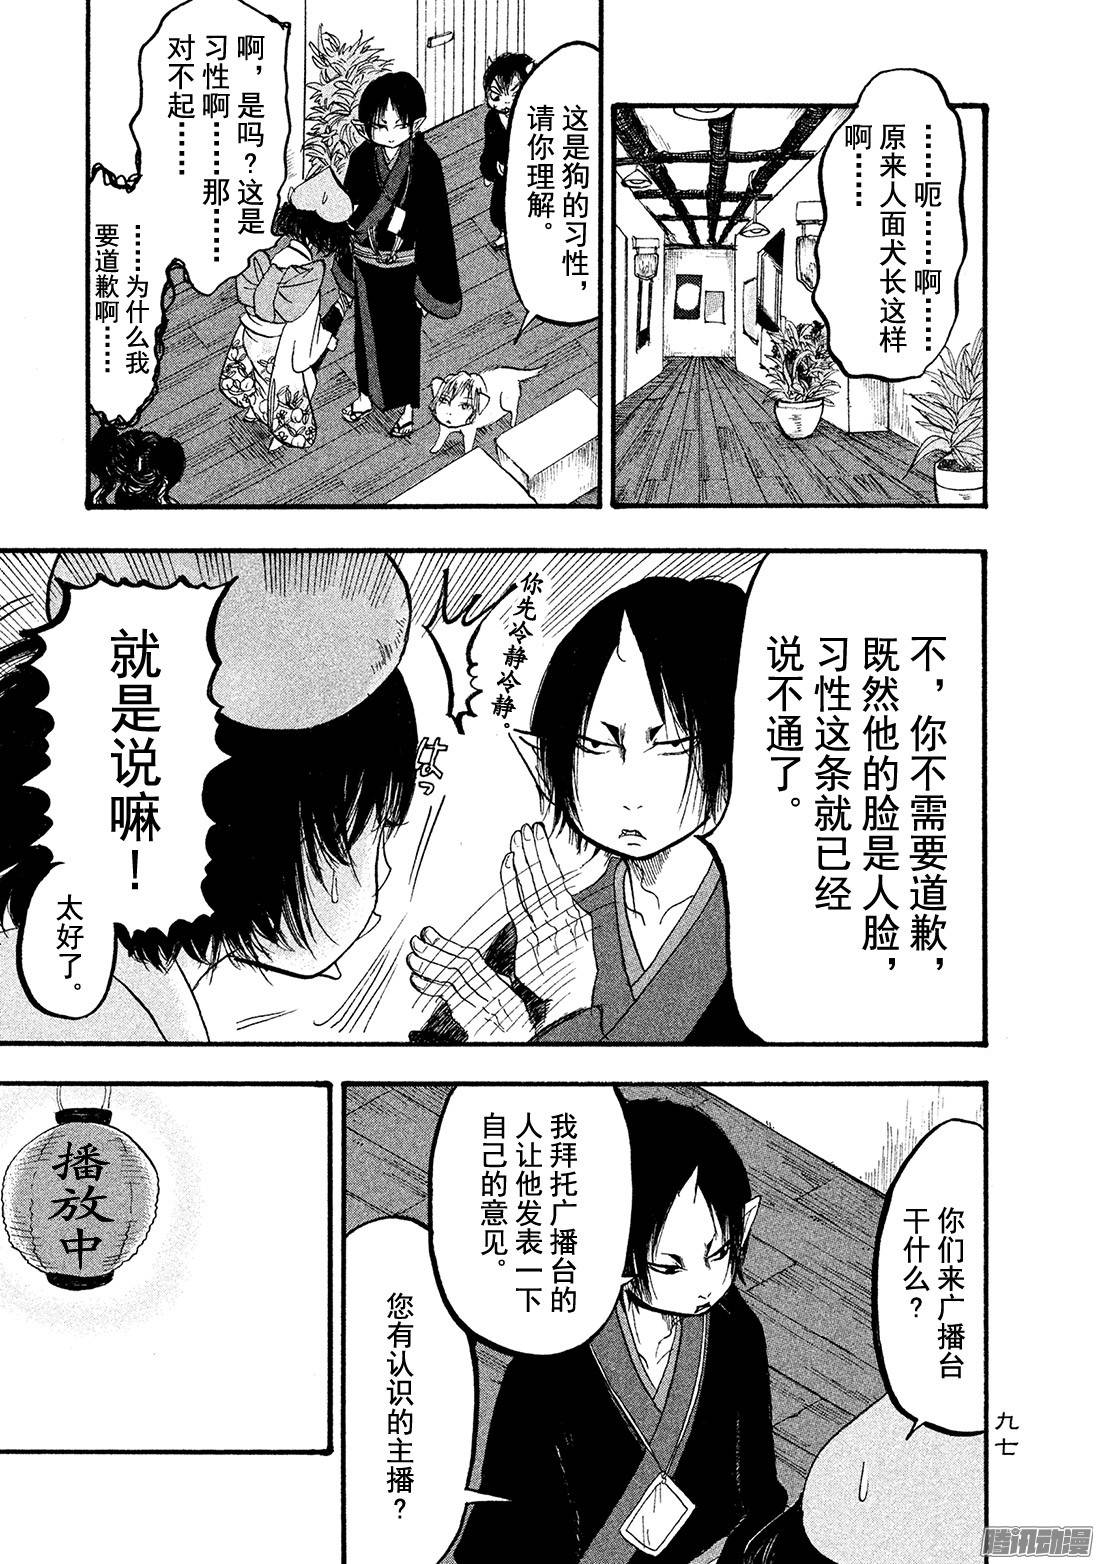 ……呃……啊……
原来人面犬长这样
啊……
这是狗的习性，
请你理解。
啊，是吗？这是
习性啊……那……
对不起……
……为什么我
要道歉啊……
不，你不需要道歉，
既然他的脸是人脸，
习性这条就已经
说不通了。
你先冷静冷静。
はっ
就是说嘛！
太好了。
你们来广播台
干什么？
我拜托广播台的
人让他发表一下
自己的意见。
您有认识的主播？
播放中
九七
腾讯动漫